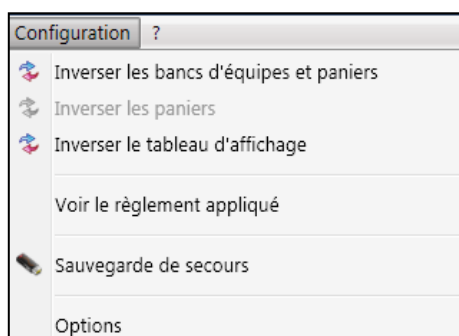 Configuration ?
Inverser les bancs d'équipes et paniers
Inverser les paniers
Inverser le tableau d'affichage
Voir le règlement appliqué
Sauvegarde de secours
Options